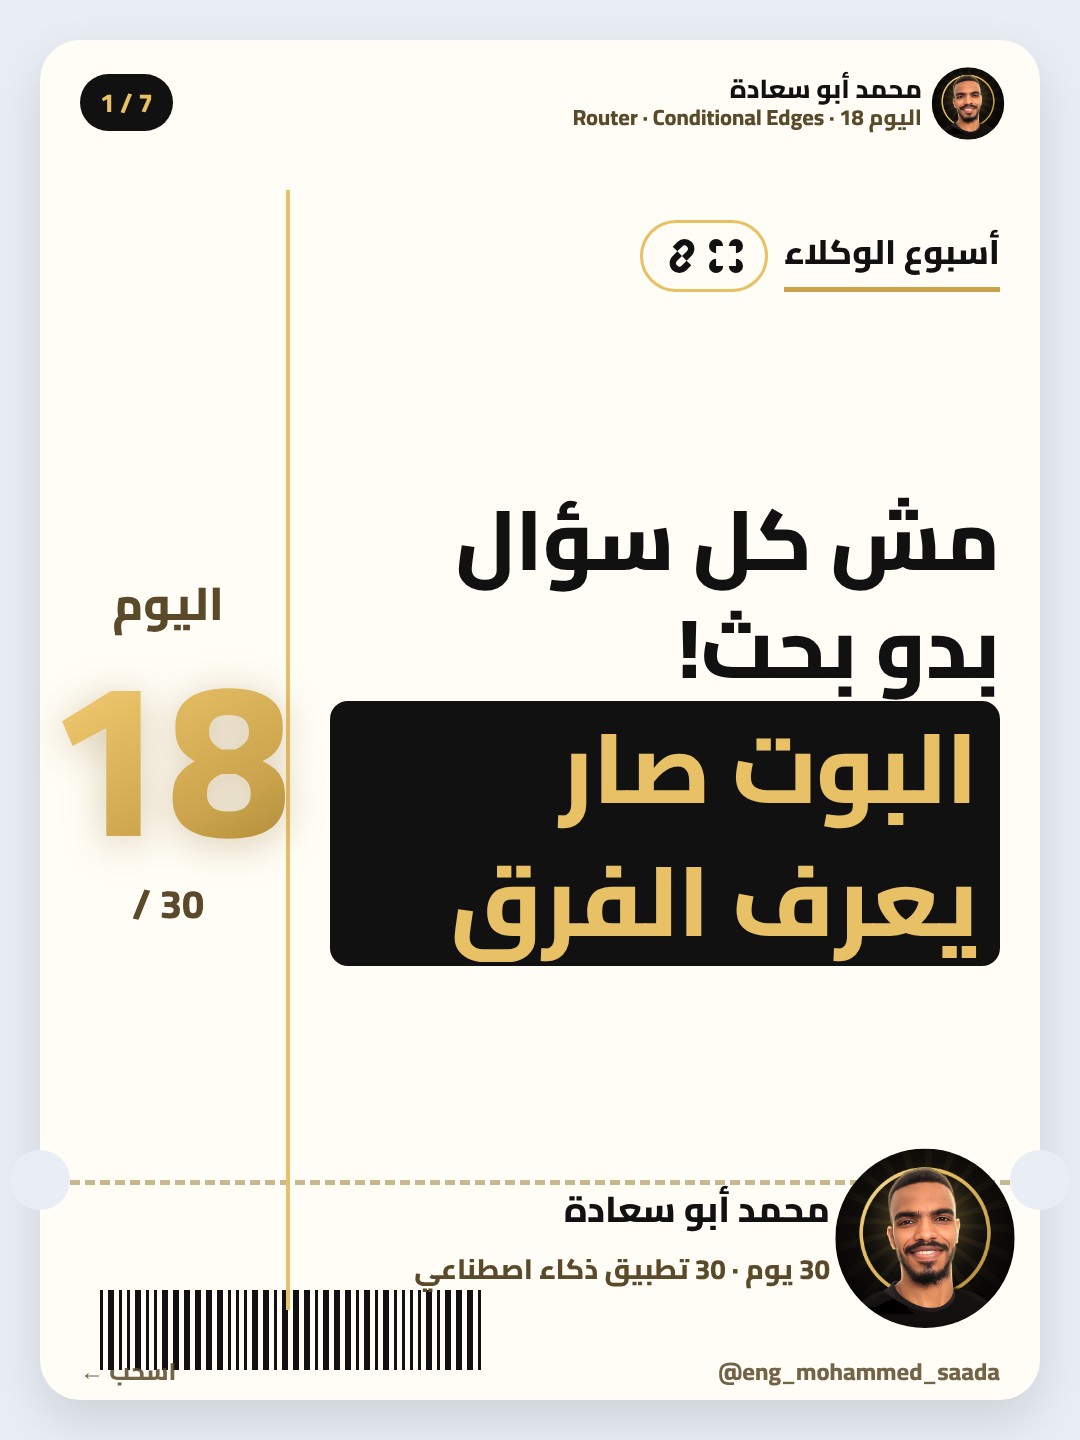 محمد أبو سعادة
اليوم 18 · Router · Conditional Edges
1 / 7
أسبوع الوكلاء
مش كل سؤال
بدو بحث!
البوت صار
يعرف الفرق
اليوم
18
/ 30
محمد أبو سعادة
30 يوم · 30 تطبيق ذكاء اصطناعي
@eng_mohammed_saada
اسحب ←